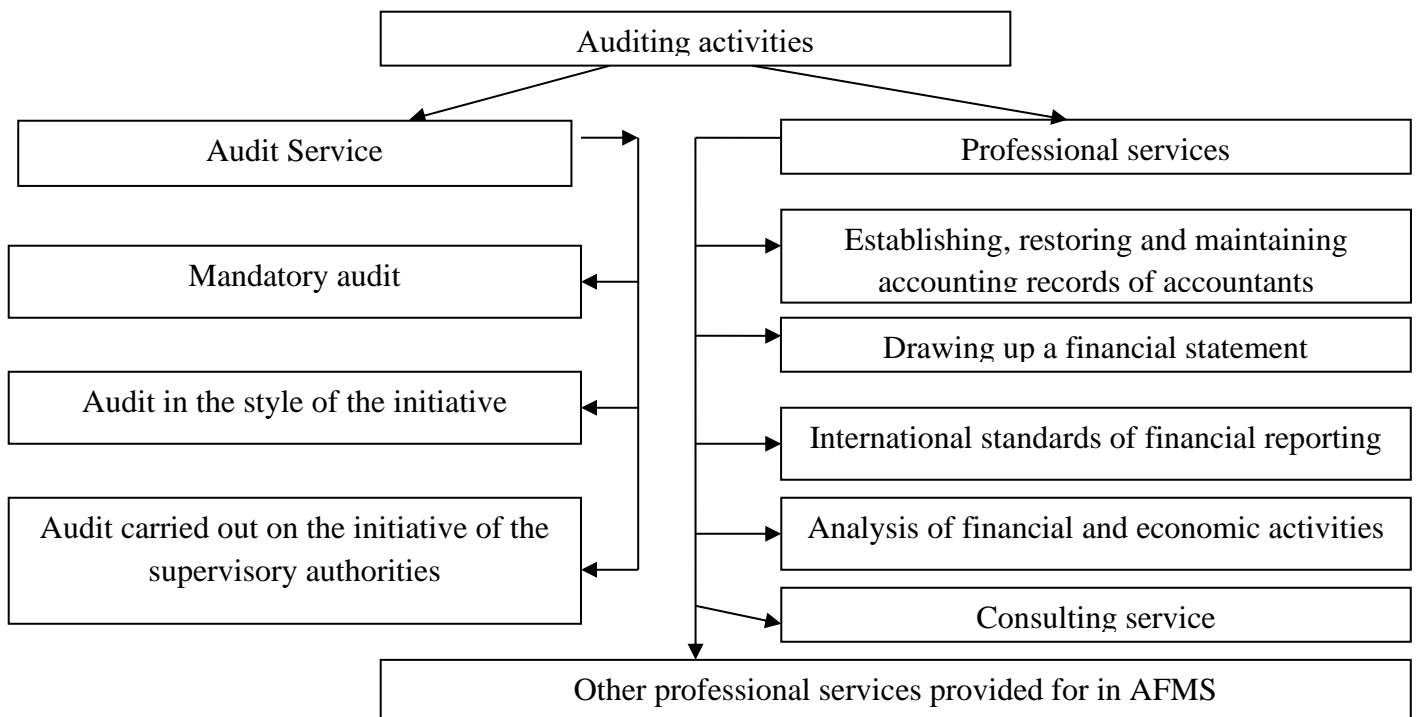 Auditing activities
Audit Service
Professional services
Mandatory audit
Establishing, restoring and maintaining
accounting records of accountants
Drawing up a financial statement
Audit in the style of the initiative
International standards of financial reporting
Audit carried out on the initiative of the
supervisory authorities
Analysis of financial and economic activities
Consulting service
Other professional services provided for in AFMS